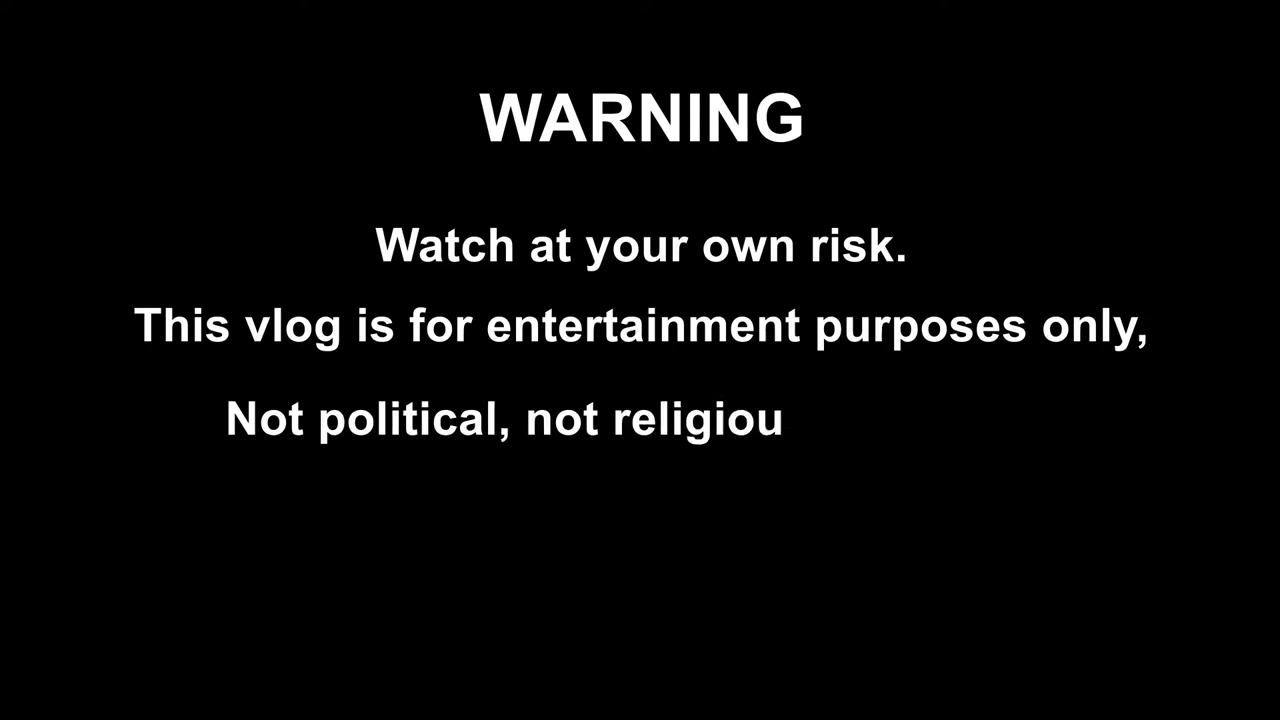 WARNING
Watch at your own risk.
This vlog is for entertainment purposes only,
Not political, not religiou